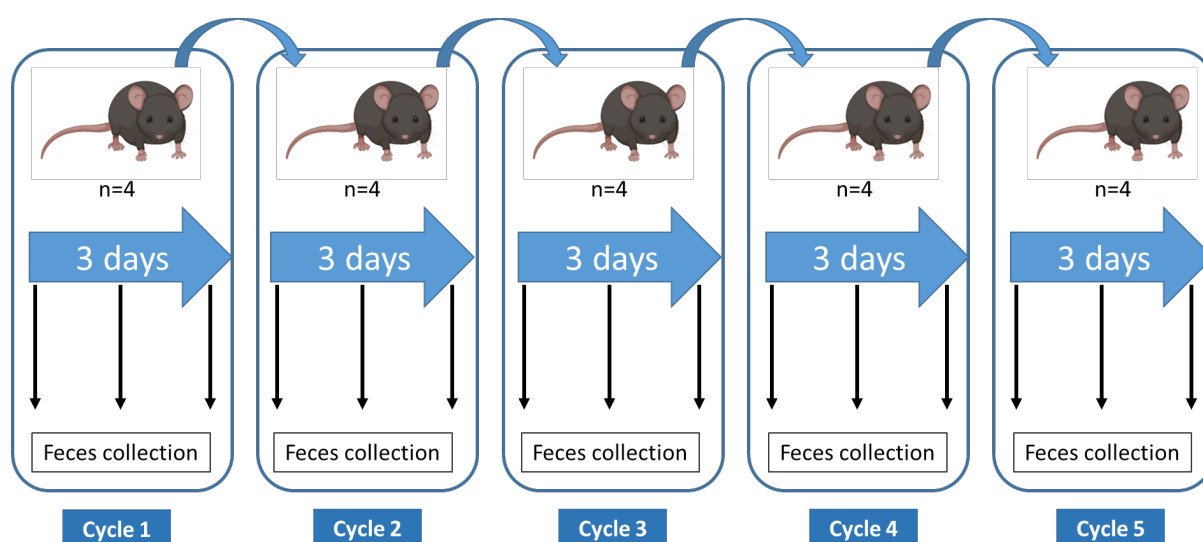 n=4
n=4
n=4
n=4
n=4
3 days
3 days
3 days
3 days
3 days
Feces collection
Feces collection
Feces collection
Feces collection
Feces collection
Cycle 1
Cycle 2
Cycle 3
Cycle 4
Cycle 5